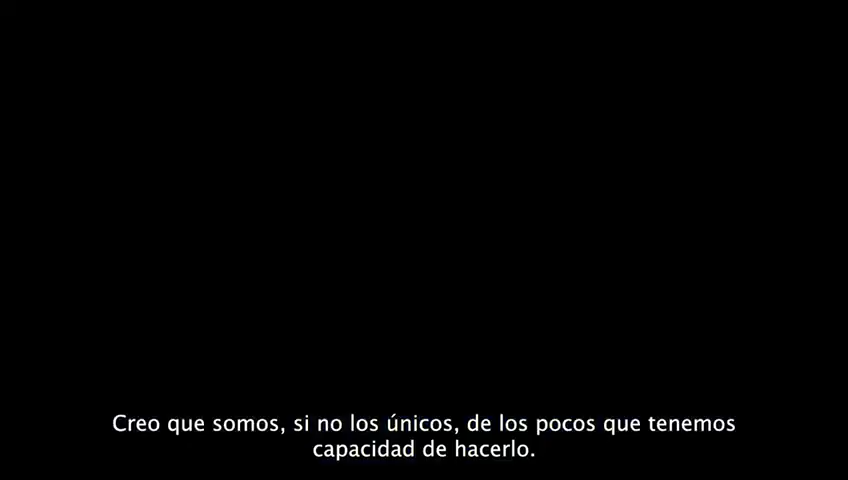 Creo que somos, si no los únicos, de los pocos que tenemos
capacidad de hacerlo.